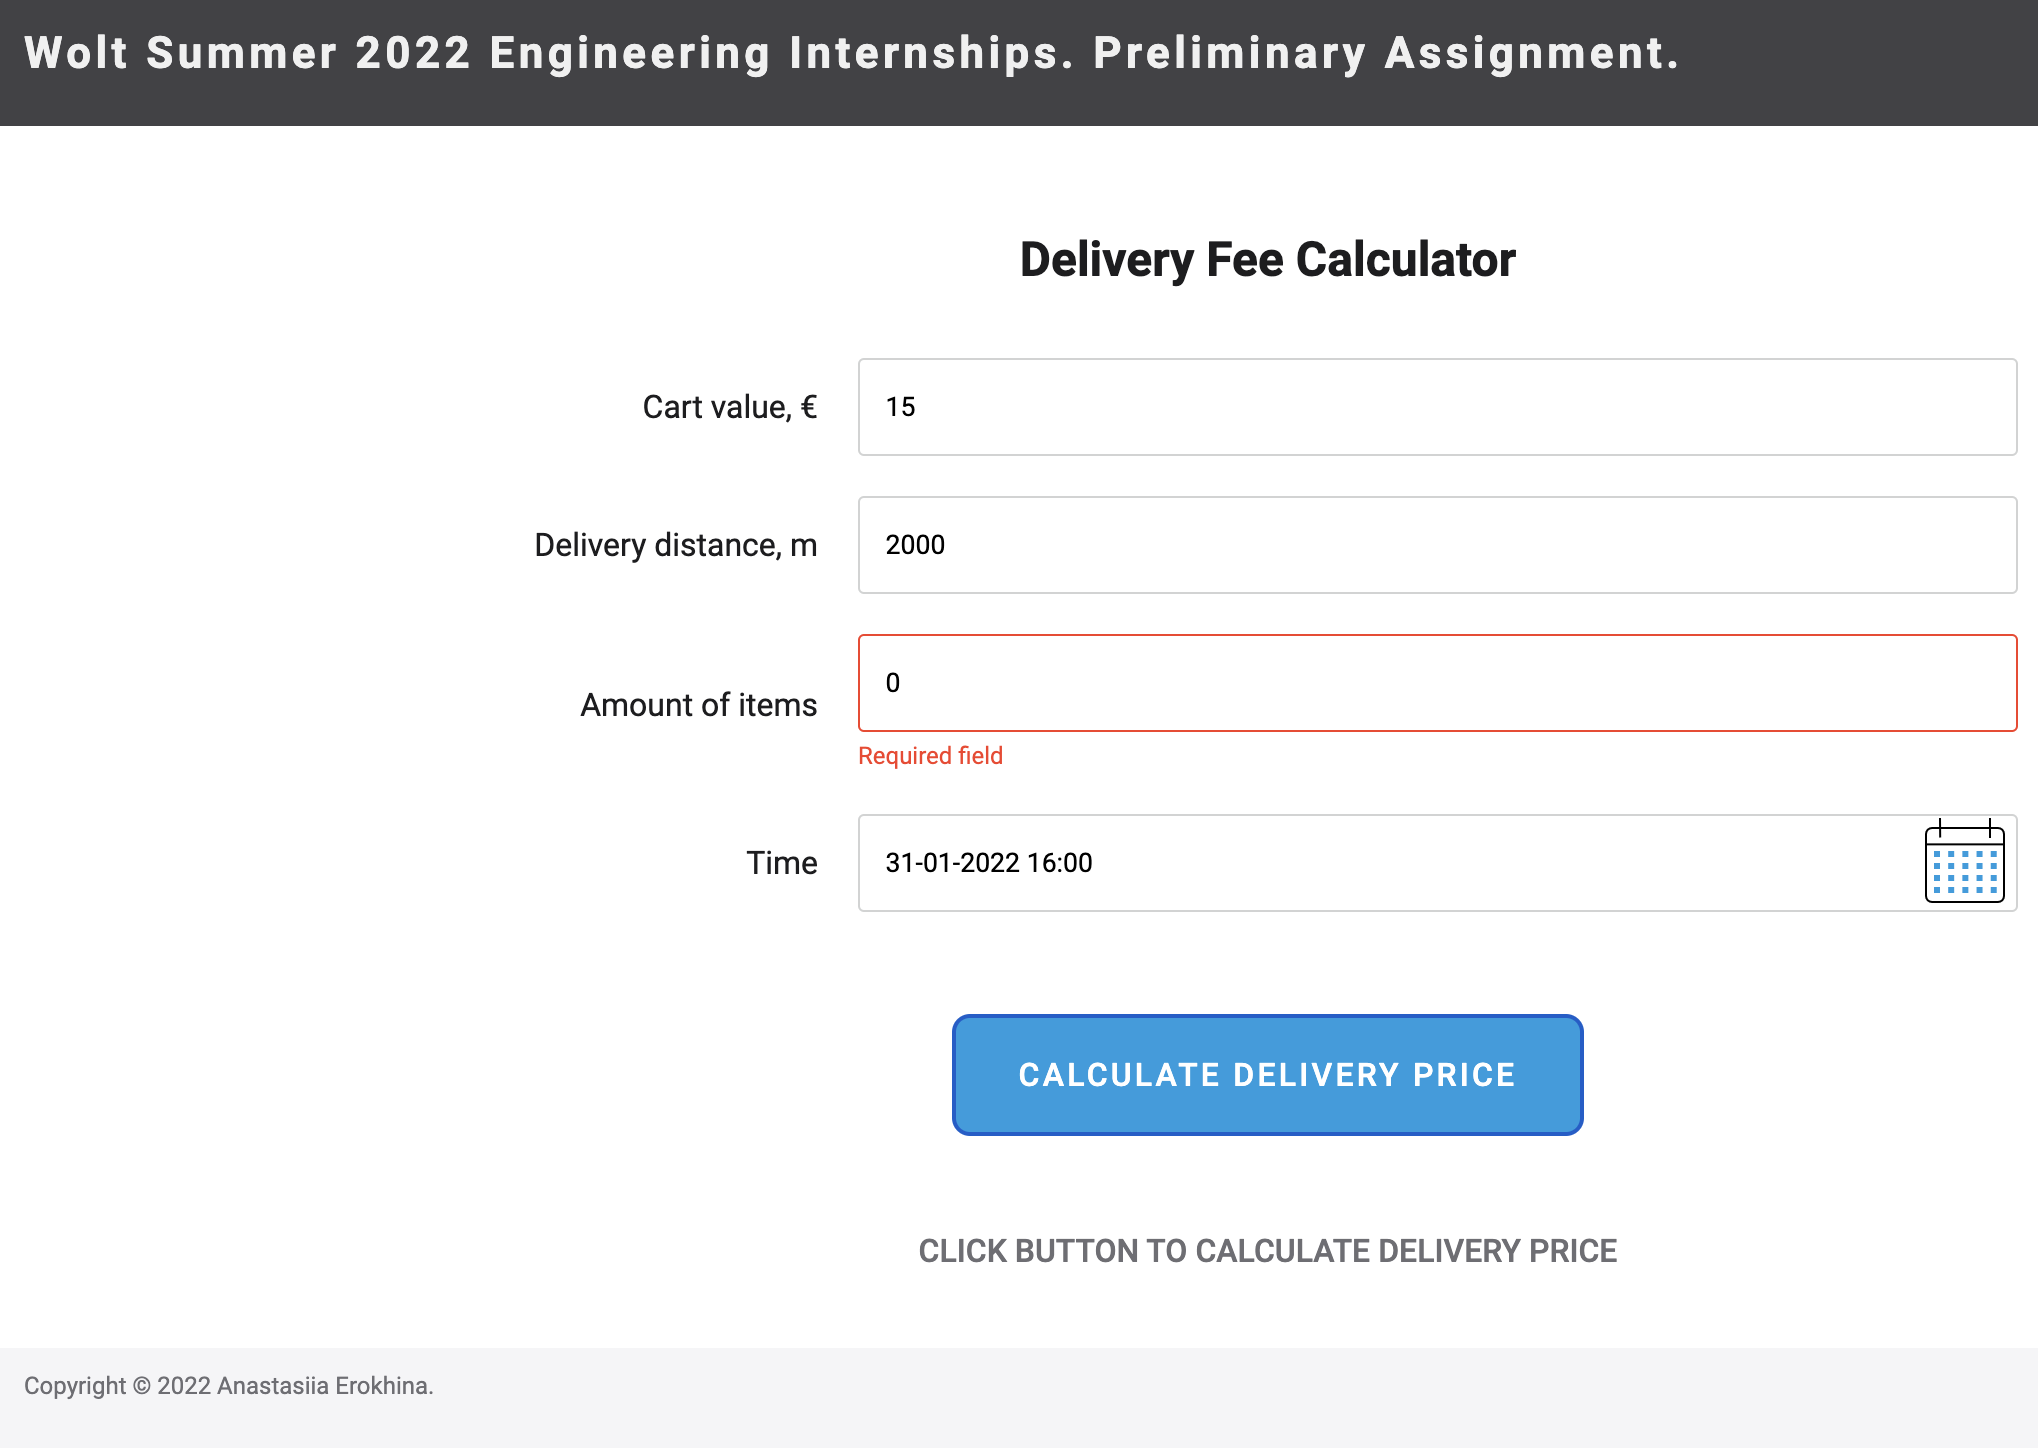 Wolt Summer 2022 Engineering Internships. Preliminary Assignment.
Delivery Fee Calculator
Cart value, €
15
Delivery distance, m
2000
Amount of items
0
Required field
Time
31-01-2022 16:00
CALCULATE DELIVERY PRICE
CLICK BUTTON TO CALCULATE DELIVERY PRICE
Copyright © 2022 Anastasiia Erokhina.